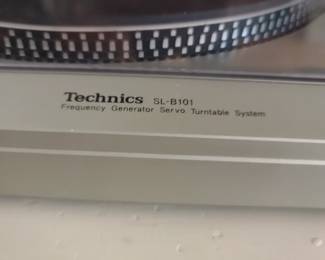 Technics SL-B101
Frequency Generator Servo Turntable System